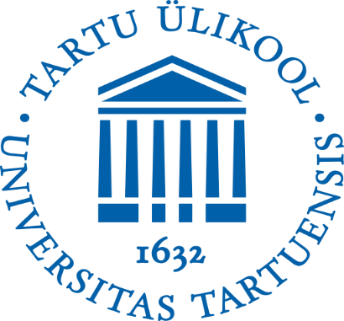 TARTU ÜLIKOOL
1632
UNIVERSITAS TARTUENSIS